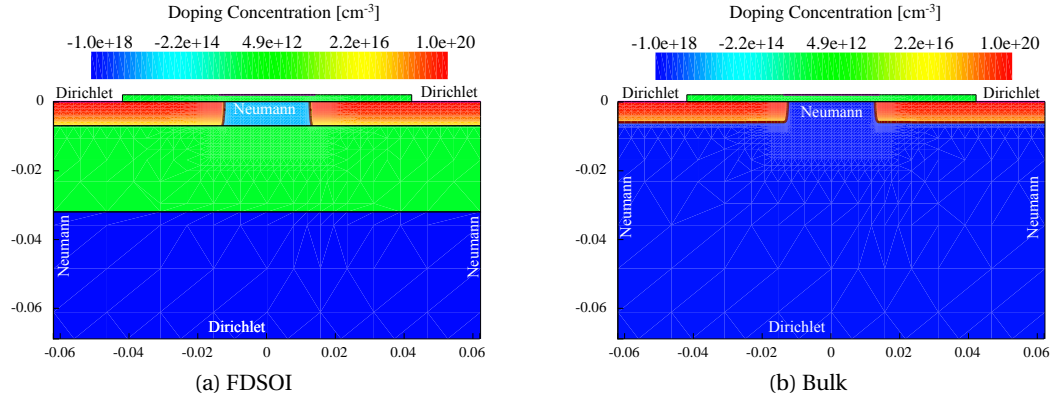 Doping Concentration [cm-3]
-1.0e+18 -2.2e+14 4.9e+12 2.2e+16 1.0e+20
Dirichlet Dirichlet
Neumann
0
-0.02
-0.04
-0.06
Neumann
Neumann
Dirichlet
-0.06 -0.04 -0.02 0 0.02 0.04 0.06
(a) FDSOI
Doping Concentration [cm-3]
-1.0e+18 -2.2e+14 4.9e+12 2.2e+16 1.0e+20
Dirichlet Dirichlet
Neumann
0
-0.02
-0.04
-0.06
Neumann
Neumann
Dirichlet
-0.06 -0.04 -0.02 0 0.02 0.04 0.06
(b) Bulk